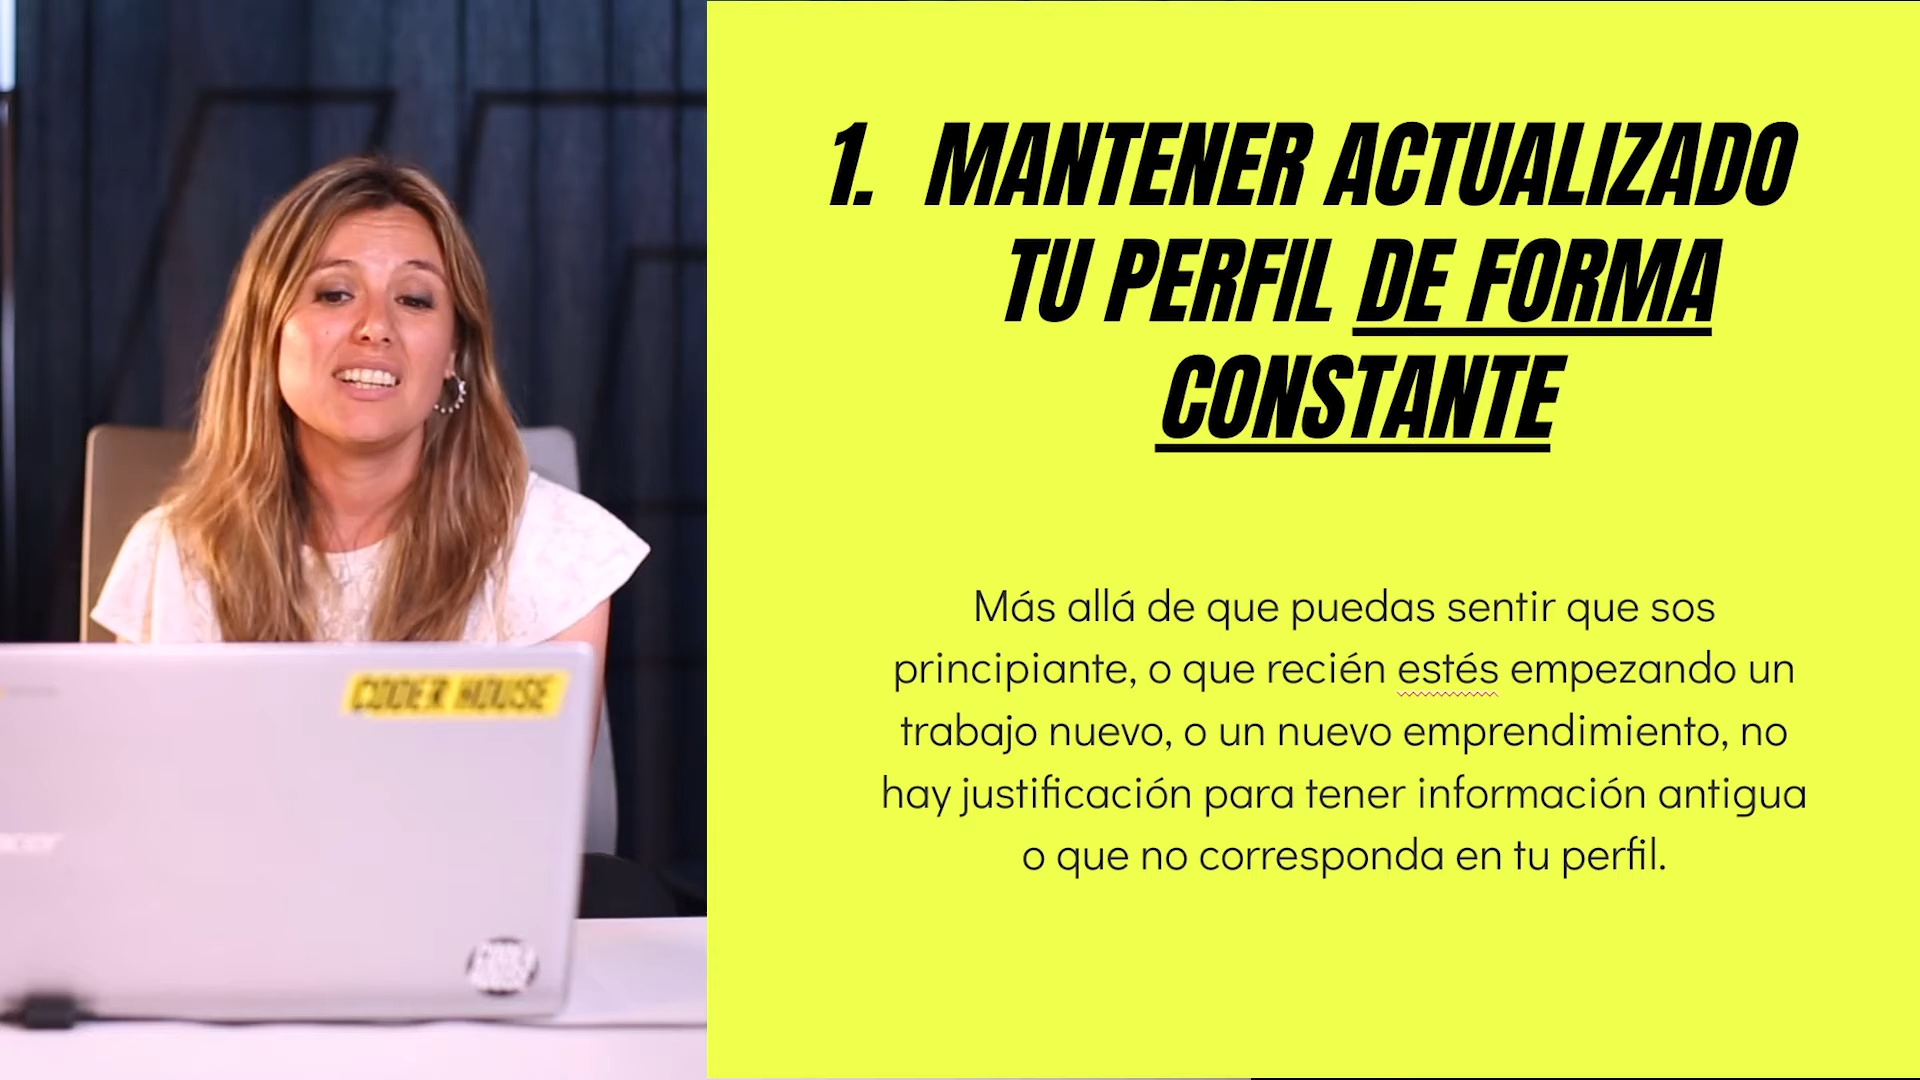 1. MANTENER ACTUALIZADO
TU PERFIL DE FORMA
CONSTANTE
Más allá de que puedas sentir que sos
principiante, o que recién estés empezando un
trabajo nuevo, o un nuevo emprendimiento, no
hay justificación para tener información antigua
o que no corresponda en tu perfil.
CODER HOUSE